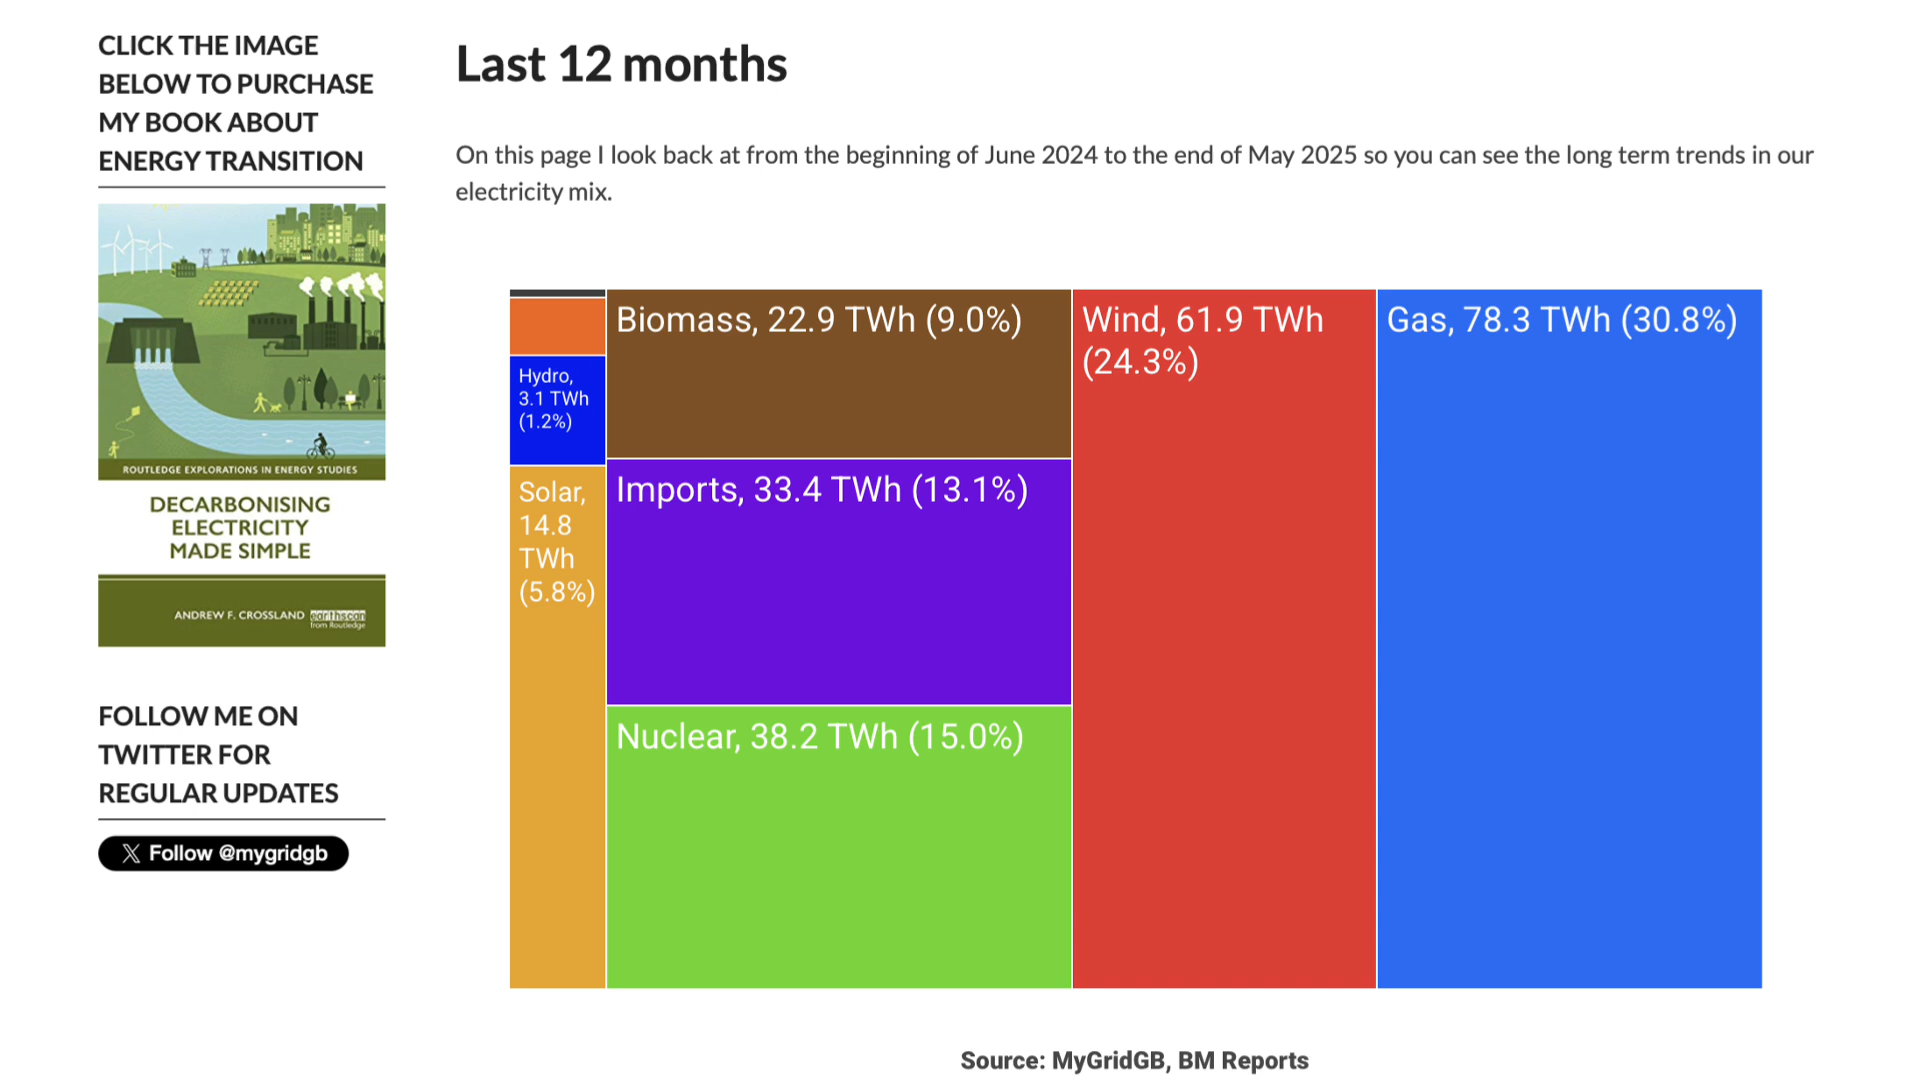 CLICK THE IMAGE
BELOW TO PURCHASE
MY BOOK ABOUT
ENERGY TRANSITION
ROUTLEDGE EXPLORATIONS IN ENERGY STUDIES
DECARBONISING
ELECTRICITY
MADE SIMPLE
ANDREW F. CROSSLAND
earthscan
from Routledge
FOLLOW ME ON
TWITTER FOR
REGULAR UPDATES
Follow @mygridgb
Last 12 months
On this page I look back at from the beginning of June 2024 to the end of May 2025 so you can see the long term trends in our
electricity mix.
Hydro,
3.1 TWh
(1.2%)
Solar,
14.8
TWh
(5.8%)
Biomass, 22.9 TWh (9.0%)
Imports, 33.4 TWh (13.1%)
Nuclear, 38.2 TWh (15.0%)
Wind, 61.9 TWh
(24.3%)
Gas, 78.3 TWh (30.8%)
Source: MyGridGB, BM Reports